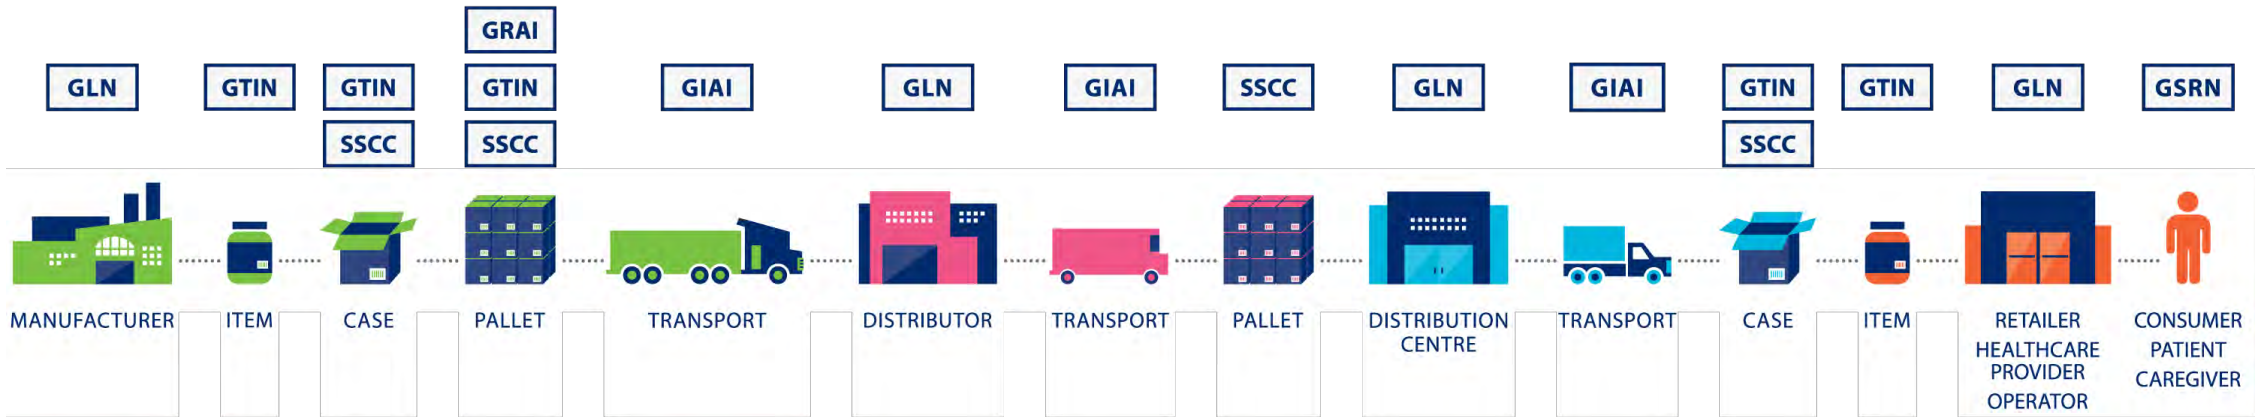 GRAI
GLN GTIN GTIN GTIN GIAI GLN GIAI SSCC GLN GIAI GTIN GTIN GLN GSRN
SSCC SSCC SSCC
MANUFACTURER ITEM CASE PALLET TRANSPORT DISTRIBUTOR TRANSPORT PALLET DISTRIBUTION TRANSPORT CASE ITEM RETAILER CONSUMER
CENTRE HEALTHCARE PATIENT
PROVIDER CAREGIVER
OPERATOR